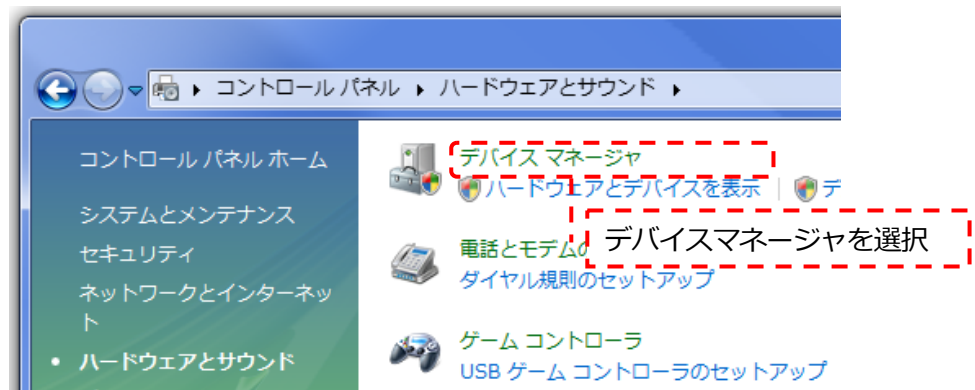 コントロール パネル ▸ ハードウェアとサウンド ▸
コントロール パネル ホーム
システムとメンテナンス
セキュリティ
ネットワークとインターネッ
ト
• ハードウェアとサウンド
デバイス マネージャ
ハードウェアとデバイスを表示 | デ
デバイスマネージャを選択
電話とモデムの
ダイヤル規則のセットアップ
ゲーム コントローラ
USB ゲーム コントローラのセットアップ